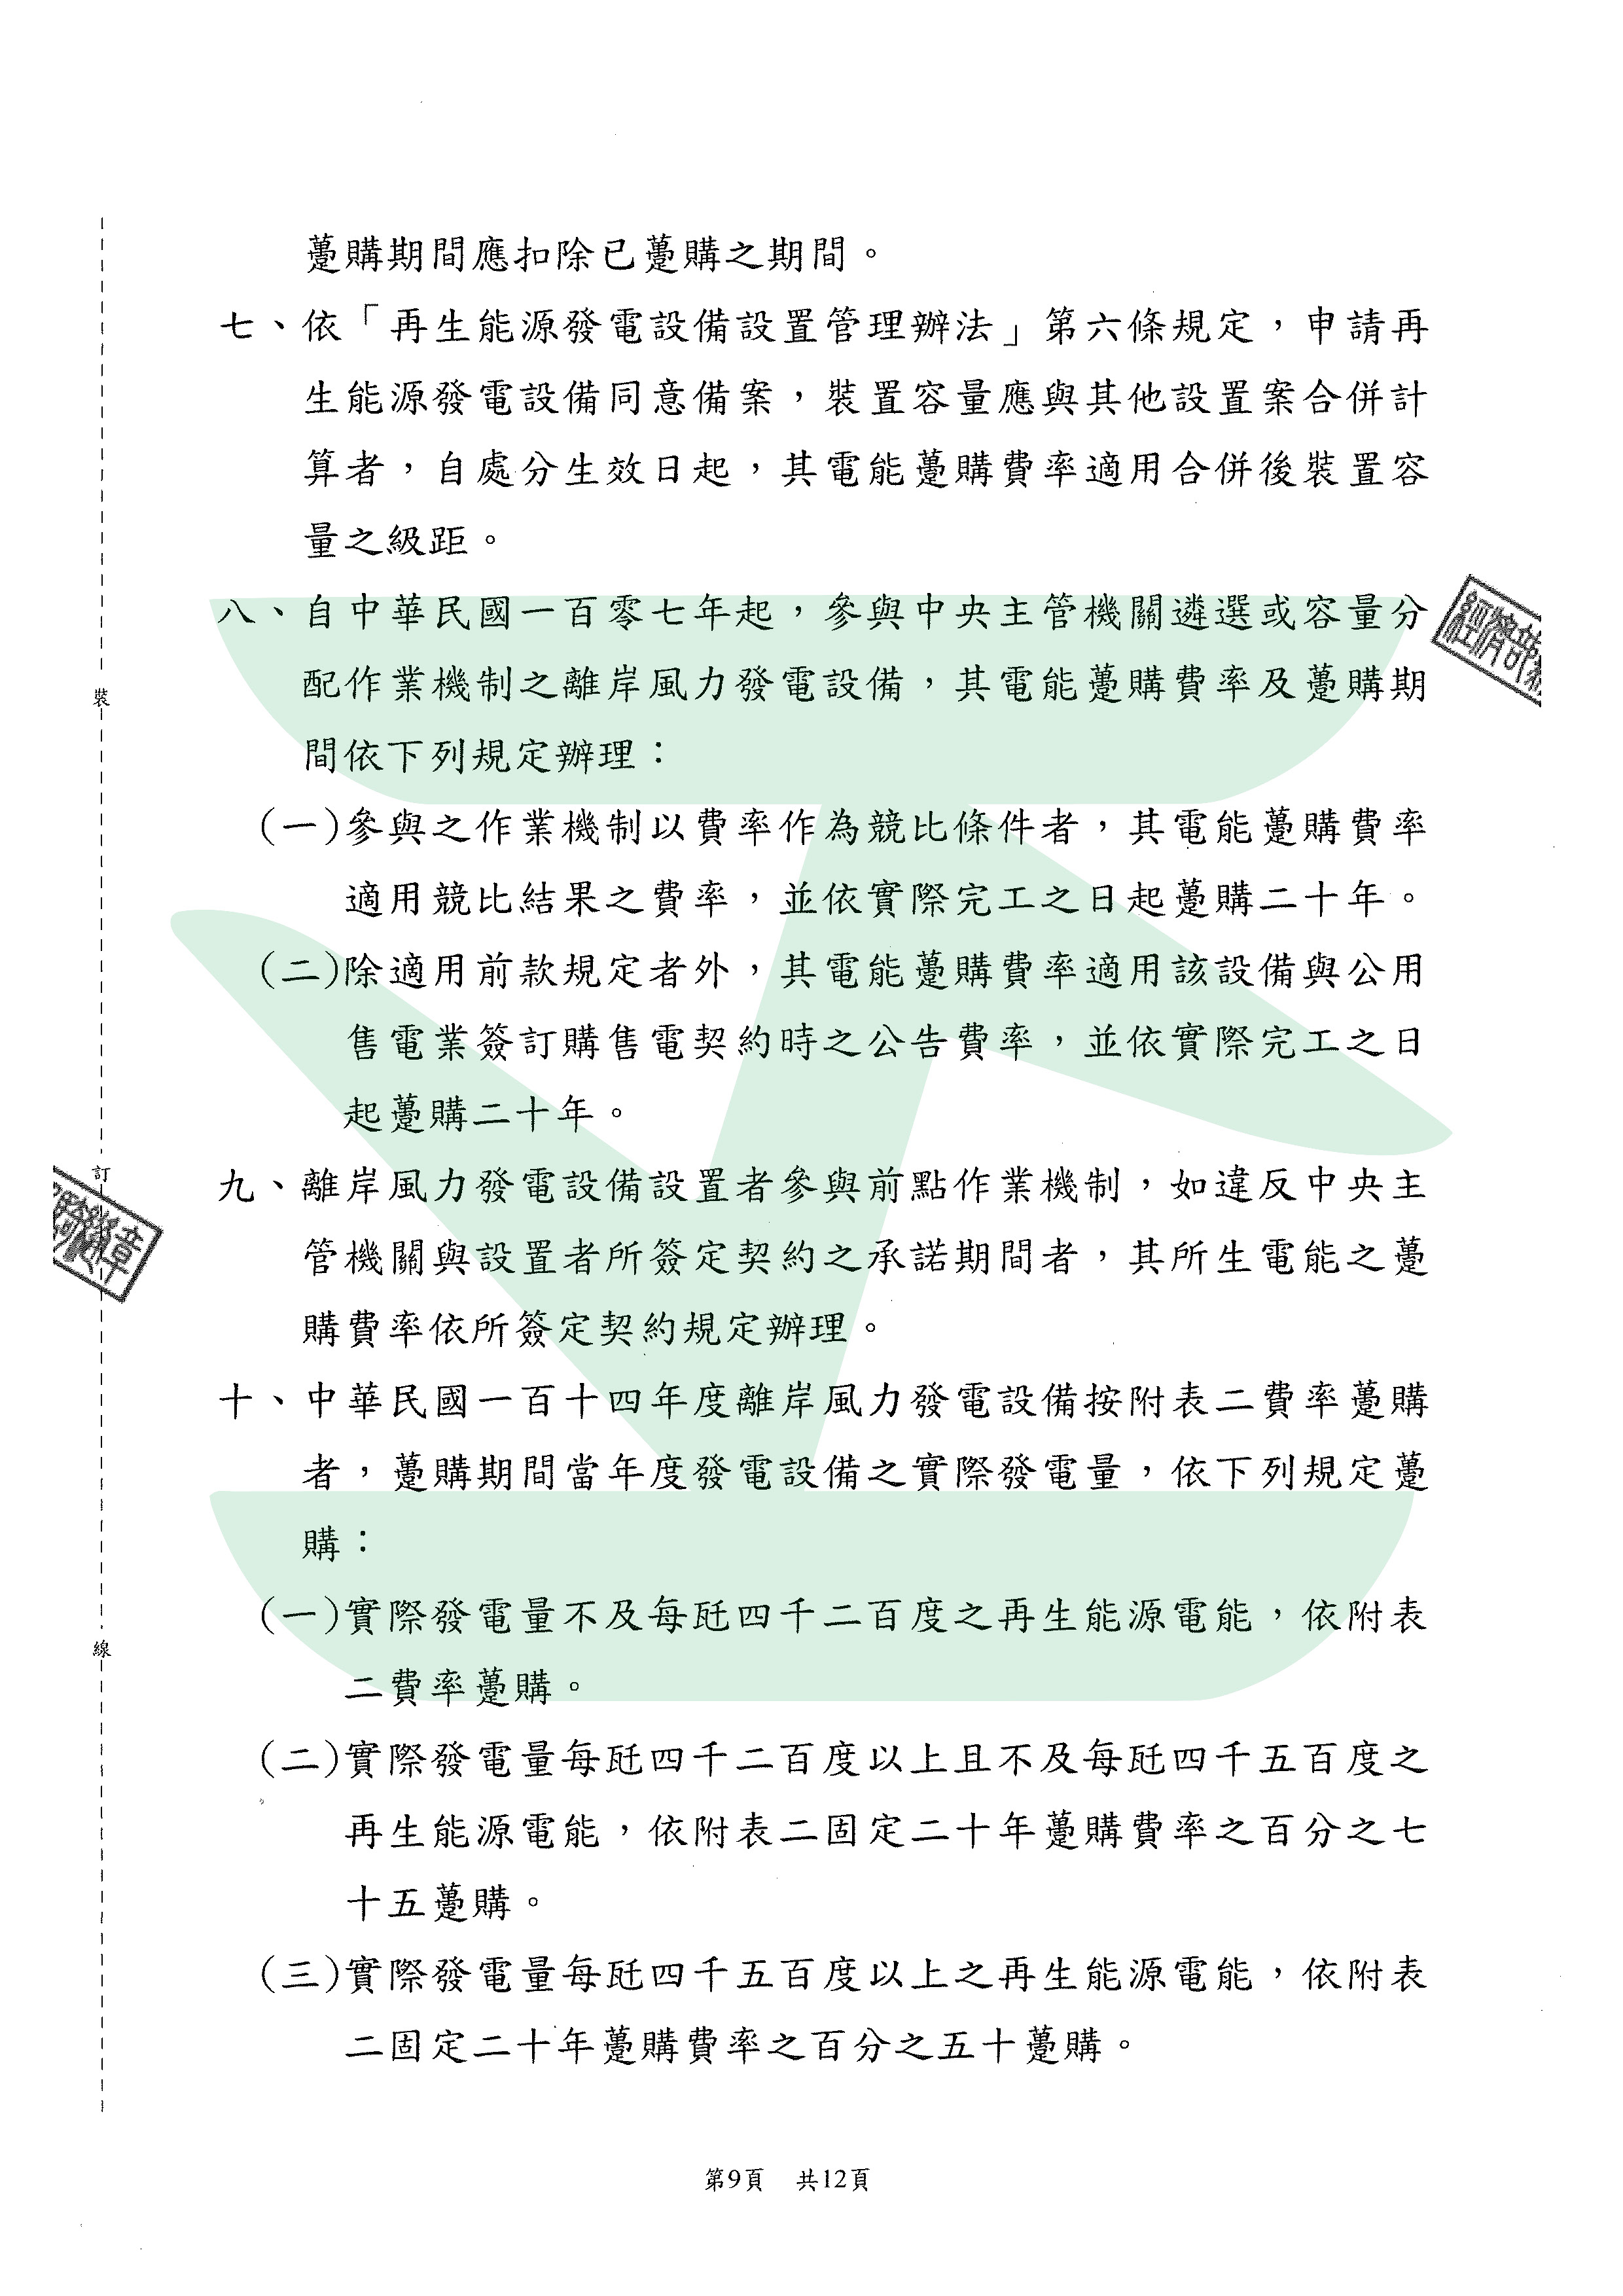 躉購期間應扣除已躉購之期間。
七、依「再生能源發電設備設置管理辦法」第六條規定，申請再
生能源發電設備同意備案，裝置容量應與其他設置案合併計
算者，自處分生效日起，其電能躉購費率適用合併後裝置容
量之級距。
八、自中華民國一百零七年起，參與中央主管機關遴選或容量分
配作業機制之離岸風力發電設備，其電能躉購費率及躉購期
間依下列規定辦理：
(一)參與之作業機制以費率作為競比條件者，其電能躉購費率
適用競比結果之費率，並依實際完工之日起躉購二十年。
(二)除適用前款規定者外，其電能躉購費率適用該設備與公用
售電業簽訂購售電契約時之公告費率，並依實際完工之日
起躉購二十年。
九、離岸風力發電設備設置者參與前點作業機制，如違反中央主
管機關與設置者所簽定契約之承諾期間者，其所生電能之躉
購費率依所簽定契約規定辦理。
十、中華民國一百十四年度離岸風力發電設備按附表二費率躉購
者，躉購期間當年度發電設備之實際發電量，依下列規定躉
購：
(一)實際發電量不及每瓩四千二百度之再生能源電能，依附表
二費率躉購。
(二)實際發電量每瓩四千二百度以上且不及每瓩四千五百度之
再生能源電能，依附表二固定二十年躉購費率之百分之七
十五躉購。
(三)實際發電量每瓩四千五百度以上之再生能源電能，依附表
二固定二十年躉購費率之百分之五十躉購。
裝
訂
線
經濟部
章
第9頁 共12頁